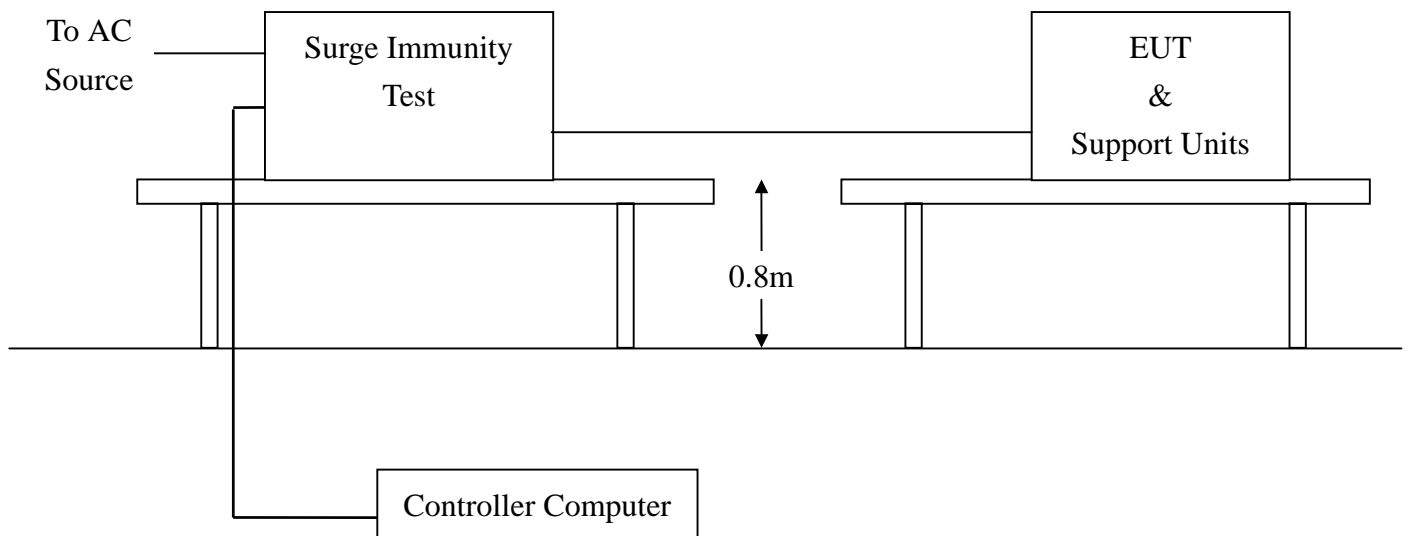 To AC
Source
Surge Immunity
Test
EUT
&
Support Units
0.8m
Controller Computer